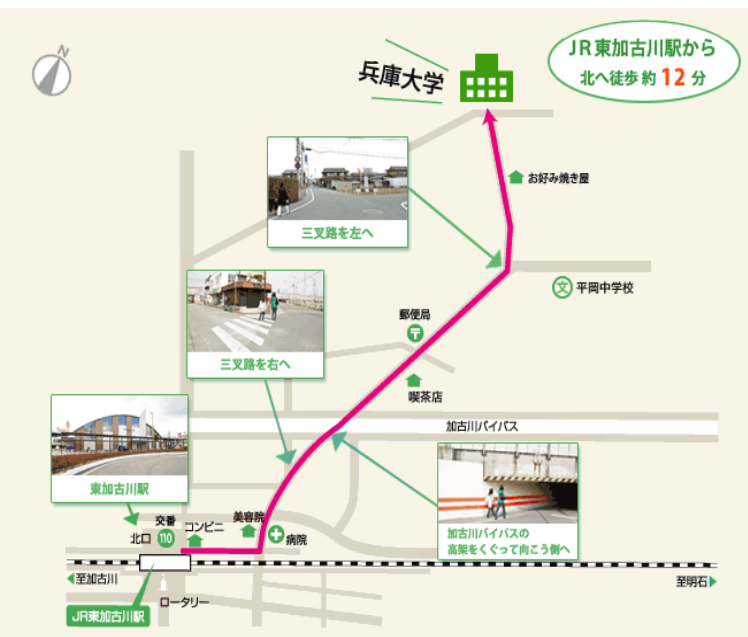 N
兵庫大学
JR東加古川駅から
北へ徒歩 約 12 分
お好み焼き屋
三叉路を左へ
文
平岡中学校
郵便局
〒
三叉路を右へ
喫茶店
加古川バイパス
東加古川駅
加古川バイパスの
高架をくぐって向こう側へ
交番
北口
110
コンビニ
美容院
病院
至加古川
至明石
ロータリー
JR東加古川駅